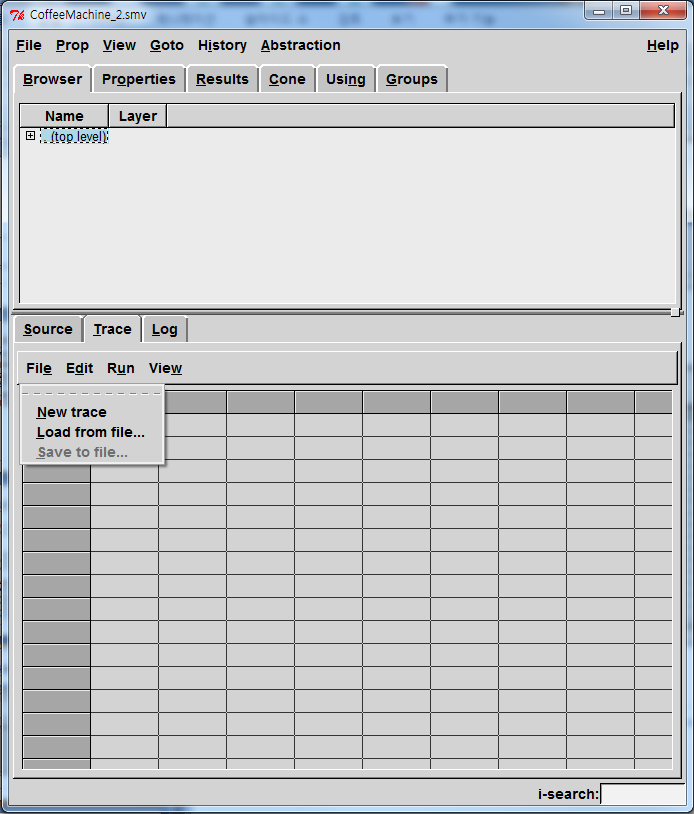 CoffeeMachine_2.smv
File Prop View Goto History Abstraction Help
Browser Properties Results Cone Using Groups
Name Layer
(top level)
Source Trace Log
File Edit Run View
New trace
Load from file...
Save to file...
i-search: